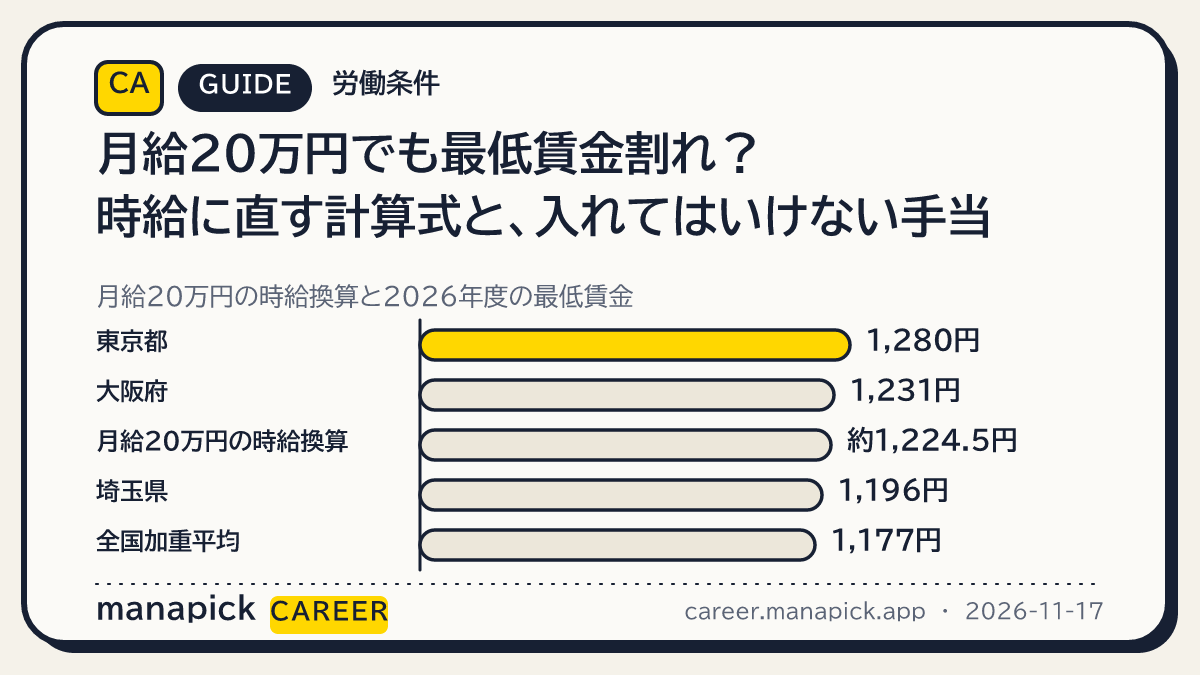 CA GUIDE 労働条件
月給20万円でも最低賃金割れ？
時給に直す計算式と、入れてはいけない手当
月給20万円の時給換算と2026年度の最低賃金
東京都 1,280円
大阪府 1,231円
月給20万円の時給換算 約1,224.5円
埼玉県 1,196円
全国加重平均 1,177円
manapick CAREER career.manapick.app ・ 2026-11-17